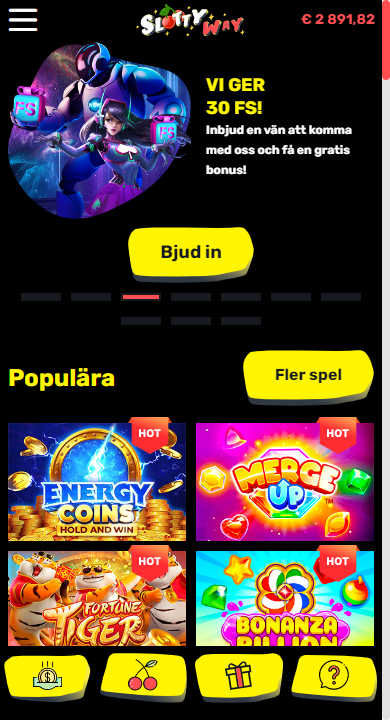 SLOTTY WAY
€ 2 891,82
FS
FS
VI GER
30 FS!
Inbjud en vän att komma
med oss och få en gratis
bonus!
Bjud in
Populära
Fler spel
HOT
HOT
ENERGY
COINS
HOLD AND WIN
MERGE
UP™
HOT
HOT
FORTUNE
TIGER
BONANZA
BILLION
$
?